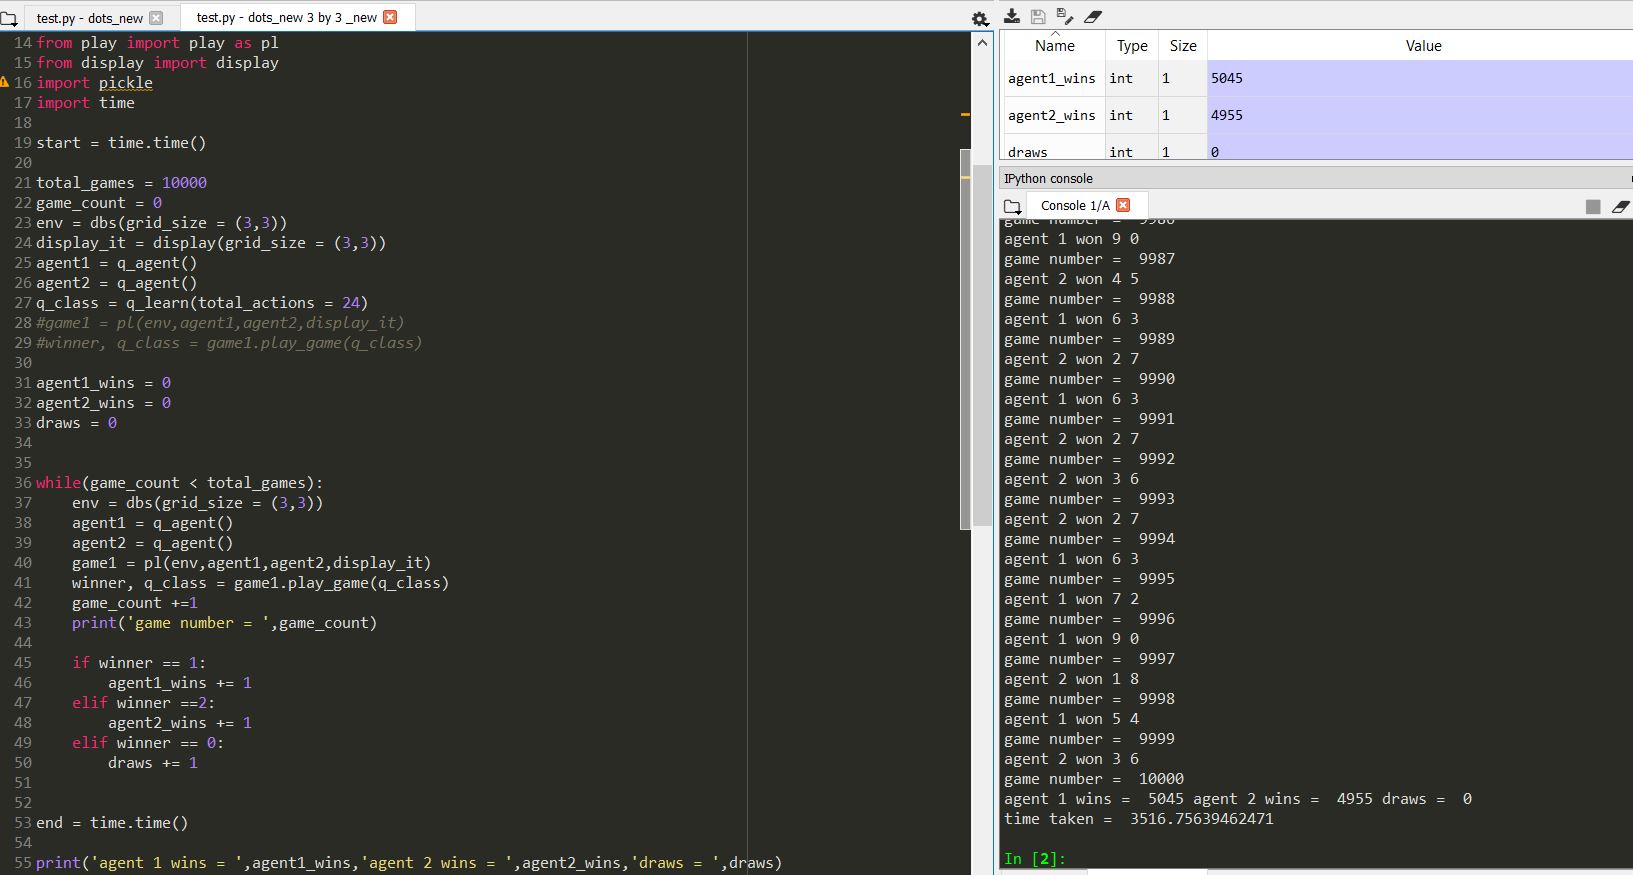 test.py - dots_new
test.py - dots_new 3 by 3 _new
14 from play import play as pl
15 from display import display
16 import pickle
17 import time
18
19 start = time.time()
20
21 total_games = 10000
22 game_count = 0
23 env = dbs(grid_size = (3,3))
24 display_it = display(grid_size = (3,3))
25 agent1 = q_agent()
26 agent2 = q_agent()
27 q_class = q_learn(total_actions = 24)
28 #game1 = pl(env,agent1,agent2,display_it)
29 #winner, q_class = game1.play_game(q_class)
30
31 agent1_wins = 0
32 agent2_wins = 0
33 draws = 0
34
35
36 while(game_count < total_games):
37     env = dbs(grid_size = (3,3))
38     agent1 = q_agent()
39     agent2 = q_agent()
40     game1 = pl(env,agent1,agent2,display_it)
41     winner, q_class = game1.play_game(q_class)
42     game_count +=1
43     print('game number = ',game_count)
44
45     if winner == 1:
46         agent1_wins += 1
47     elif winner ==2:
48         agent2_wins += 1
49     elif winner == 0:
50         draws += 1
51
52
53 end = time.time()
54
55 print('agent 1 wins = ',agent1_wins,'agent 2 wins = ',agent2_wins,'draws = ',draws)
Name Type Size Value
agent1_wins int 1 5045
agent2_wins int 1 4955
draws int 1 0
IPython console
Console 1/A
game number =  9986
agent 1 won 9 0
game number =  9987
agent 2 won 4 5
game number =  9988
agent 1 won 6 3
game number =  9989
agent 2 won 2 7
game number =  9990
agent 1 won 6 3
game number =  9991
agent 2 won 2 7
game number =  9992
agent 2 won 3 6
game number =  9993
agent 2 won 2 7
game number =  9994
agent 1 won 6 3
game number =  9995
agent 1 won 7 2
game number =  9996
agent 1 won 9 0
game number =  9997
agent 2 won 1 8
game number =  9998
agent 1 won 5 4
game number =  9999
agent 2 won 3 6
game number =  10000
agent 1 wins =  5045 agent 2 wins =  4955 draws =  0
time taken =  3516.75639462471
In [2]: